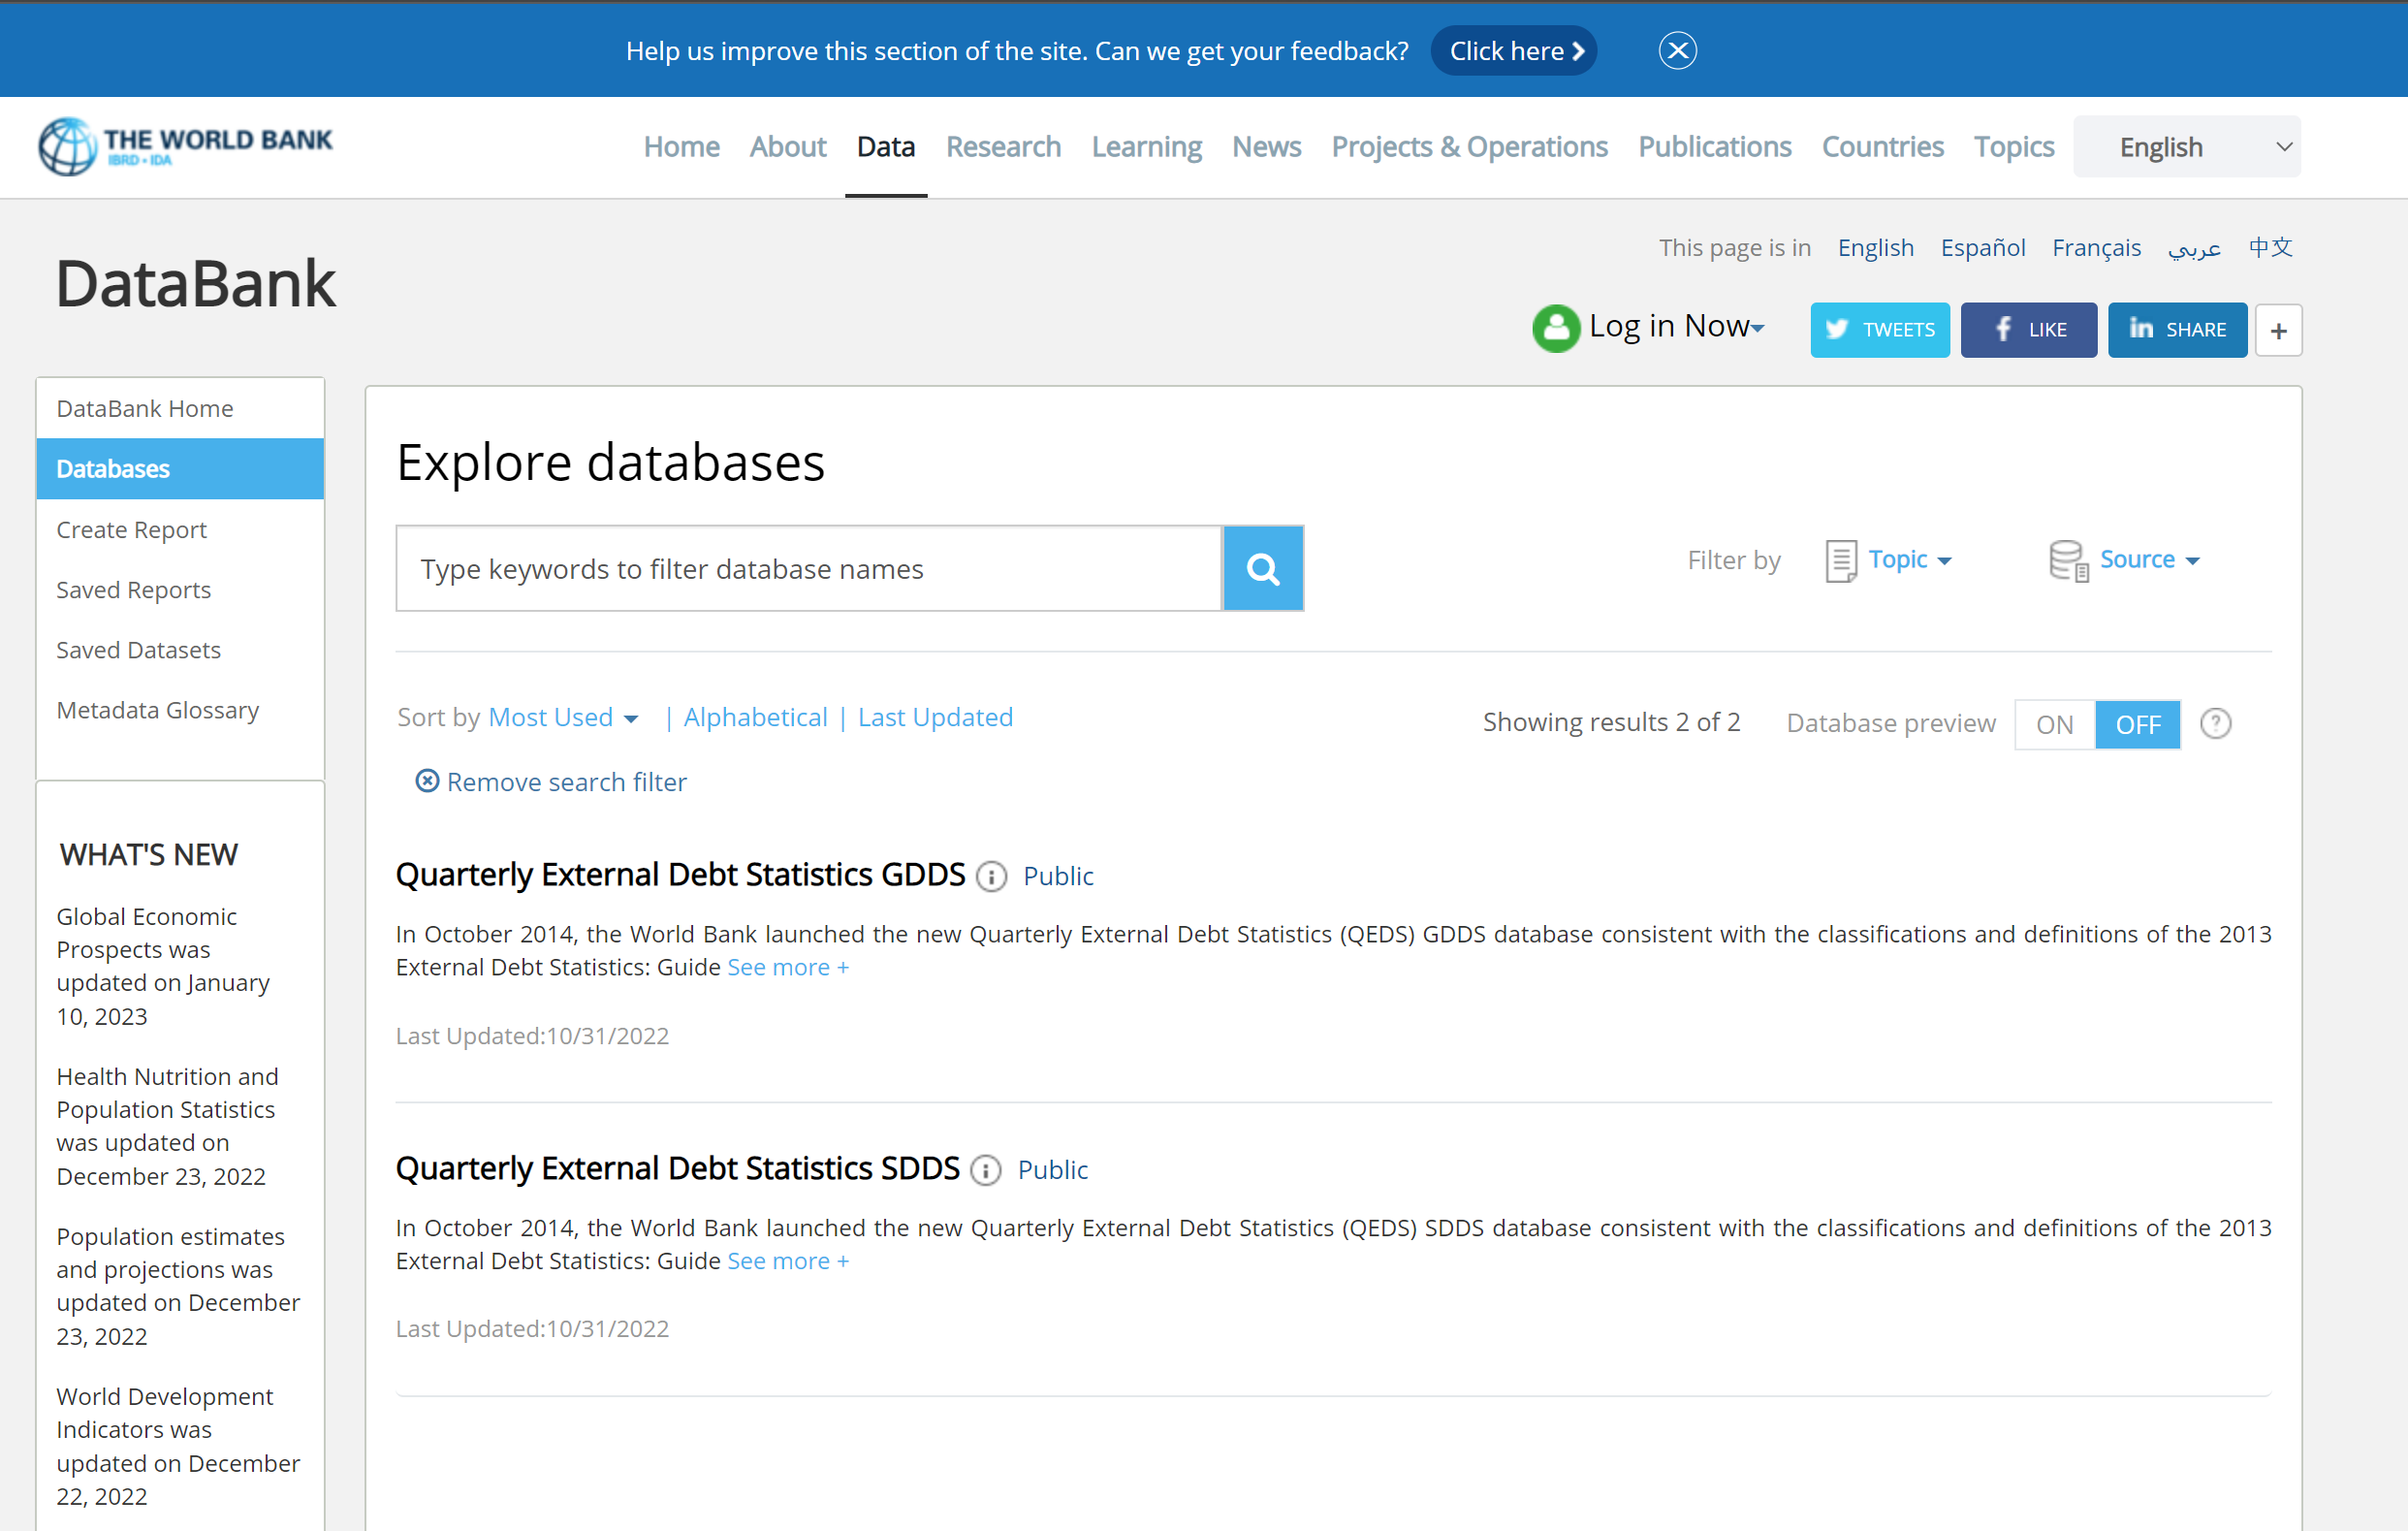 Help us improve this section of the site. Can we get your feedback? Click here
THE WORLD BANK
IBRD • IDA
Home About Data Research Learning News Projects & Operations Publications Countries Topics English
This page is in English Español Français عربي 中文
DataBank
Log in Now TWEETS LIKE SHARE +
DataBank Home
Databases
Create Report
Saved Reports
Saved Datasets
Metadata Glossary
WHAT'S NEW
Global Economic
Prospects was
updated on January
10, 2023
Health Nutrition and
Population Statistics
was updated on
December 23, 2022
Population estimates
and projections was
updated on December
23, 2022
World Development
Indicators was
updated on December
22, 2022
Explore databases
Type keywords to filter database names
Filter by Topic Source
Sort by Most Used | Alphabetical | Last Updated
Showing results 2 of 2 Database preview ON OFF ?
Remove search filter
Quarterly External Debt Statistics GDDS Public
In October 2014, the World Bank launched the new Quarterly External Debt Statistics (QEDS) GDDS database consistent with the classifications and definitions of the 2013
External Debt Statistics: Guide See more +
Last Updated:10/31/2022
Quarterly External Debt Statistics SDDS Public
In October 2014, the World Bank launched the new Quarterly External Debt Statistics (QEDS) SDDS database consistent with the classifications and definitions of the 2013
External Debt Statistics: Guide See more +
Last Updated:10/31/2022